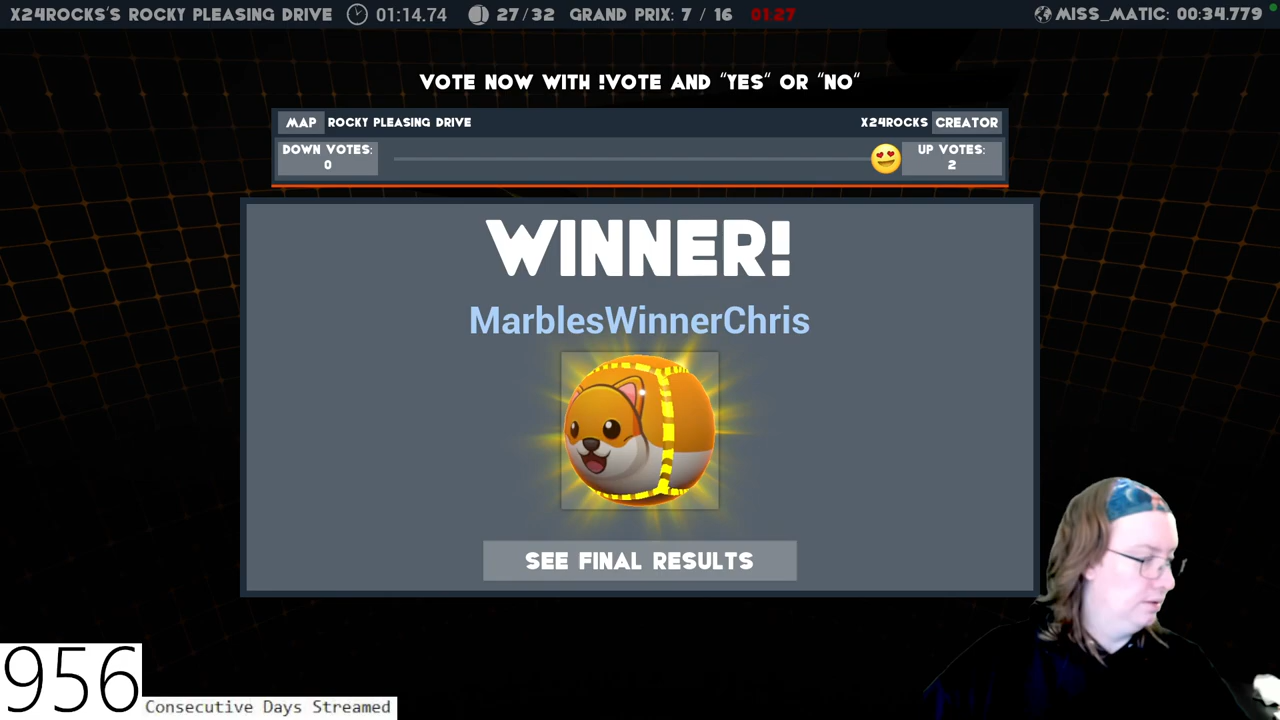 X24ROCKS'S ROCKY PLEASING DRIVE 01:14.74 27/32 GRAND PRIX: 7 / 16 01:27 MISS_MATIC: 00:34.779
VOTE NOW WITH !VOTE AND "YES" OR "NO"
MAP ROCKY PLEASING DRIVE X24ROCKS CREATOR
DOWN VOTES: UP VOTES:
0 2
WINNER!
MarblesWinnerChris
SEE FINAL RESULTS
956
Consecutive Days Streamed